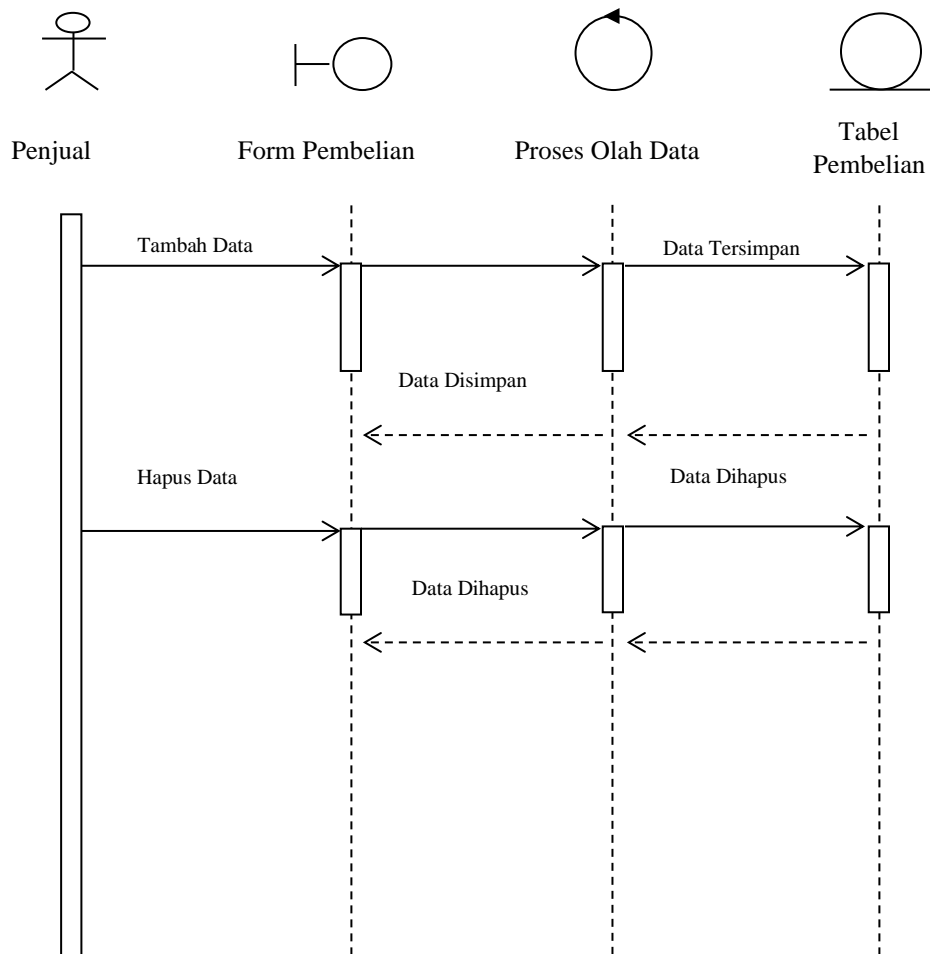 Penjual
Form Pembelian
Proses Olah Data
Tabel
Pembelian
Tambah Data
Data Tersimpan
Data Disimpan
Hapus Data
Data Dihapus
Data Dihapus